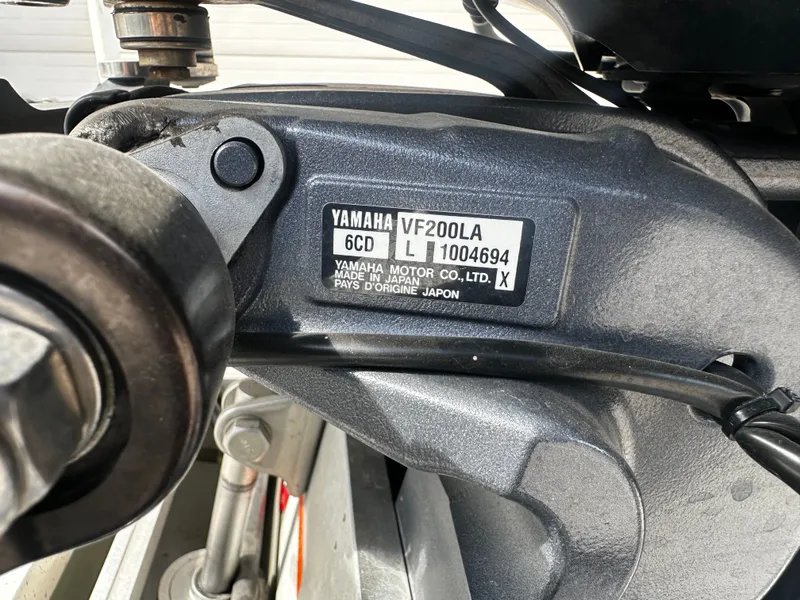 YAMAHA VF200LA
6CD L 1004694
YAMAHA MOTOR CO.,LTD. X
MADE IN JAPAN
PAYS D'ORIGINE JAPON